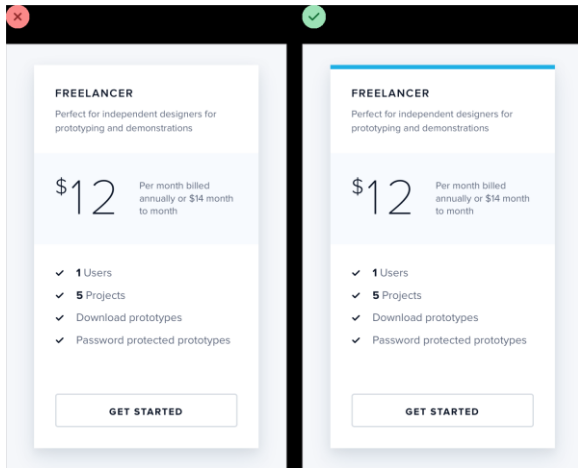 FREELANCER
Perfect for independent designers for
prototyping and demonstrations
$12
Per month billed
annually or $14 month
to month
1 Users
5 Projects
Download prototypes
Password protected prototypes
GET STARTED
FREELANCER
Perfect for independent designers for
prototyping and demonstrations
$12
Per month billed
annually or $14 month
to month
1 Users
5 Projects
Download prototypes
Password protected prototypes
GET STARTED